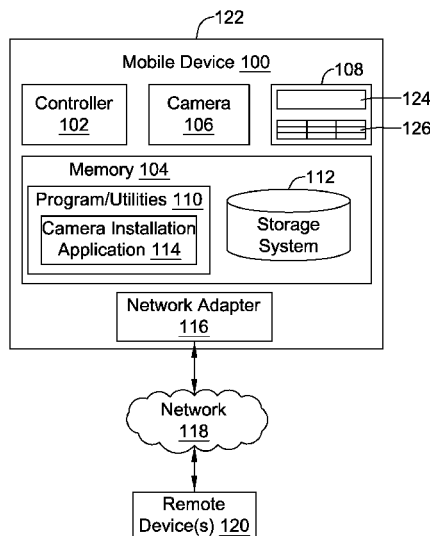 122
Mobile Device 100
108
Controller
102
Camera
106
124
126
Memory 104
Program/Utilities 110
Camera Installation
Application 114
112
Storage
System
Network Adapter
116
Network
118
Remote
Device(s) 120